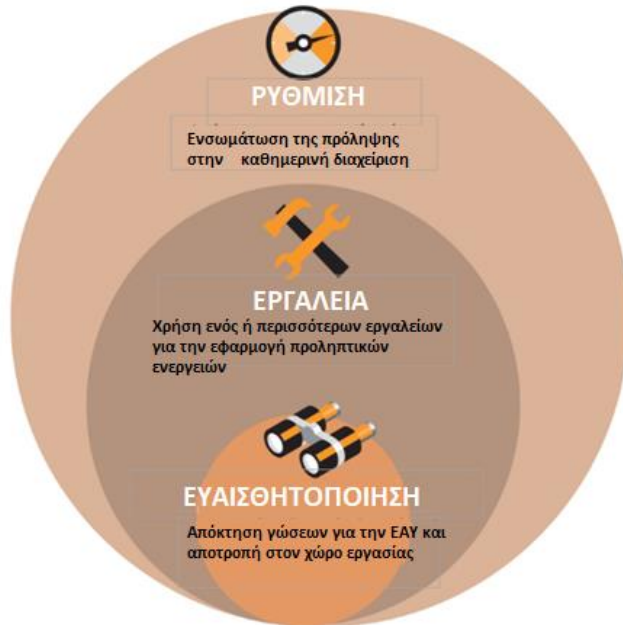 ΡΥΘΜΙΣΗ
Ενσωμάτωση της πρόληψης
στην καθημερινή διαχείριση
ΕΡΓΑΛΕΙΑ
Χρήση ενός ή περισσότερων εργαλείων
για την εφαρμογή προληπτικών
ενεργειών
ΕΥΑΙΣΘΗΤΟΠΟΙΗΣΗ
Απόκτηση γώσεων για την ΕΑΥ και
αποτροπή στον χώρο εργασίας